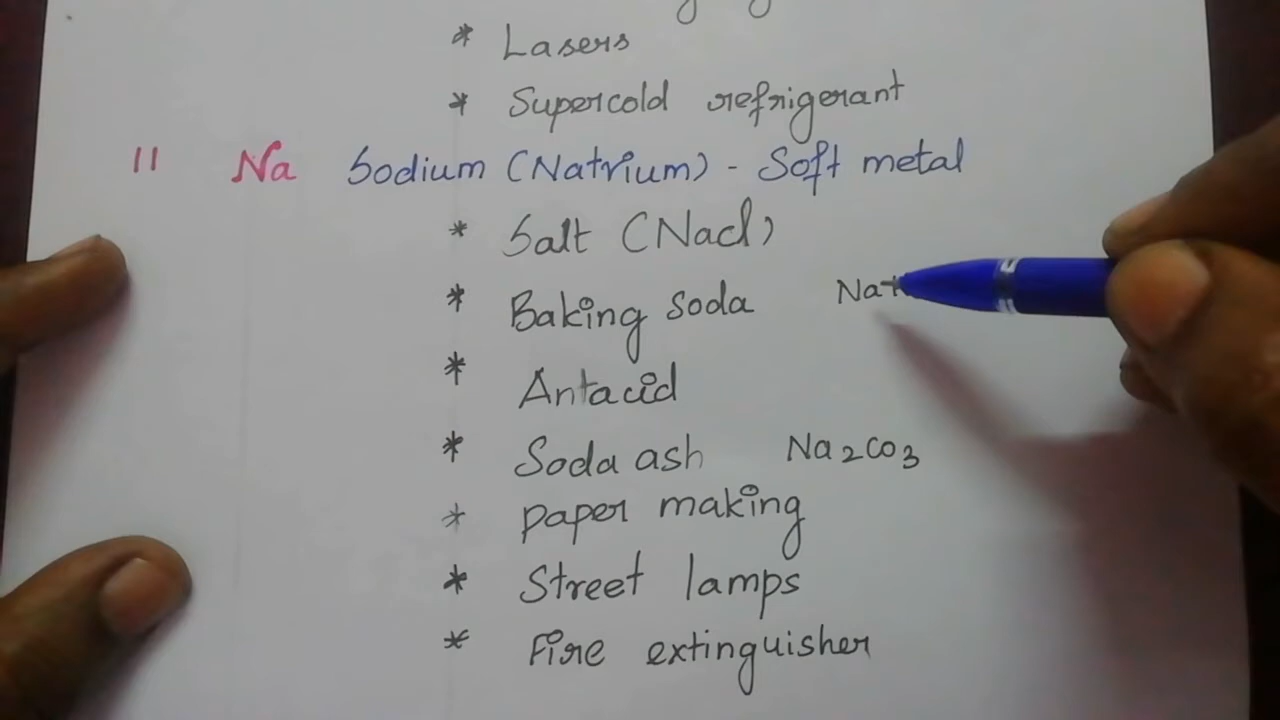 * Lasers
* Supercold refrigerant
11 Na Sodium (Natrium) - Soft metal
* Salt (Nacl)
* Baking soda Na
* Antacid
* Soda ash Na2CO3
* Paper making
* Street lamps
* Fire extinguisher